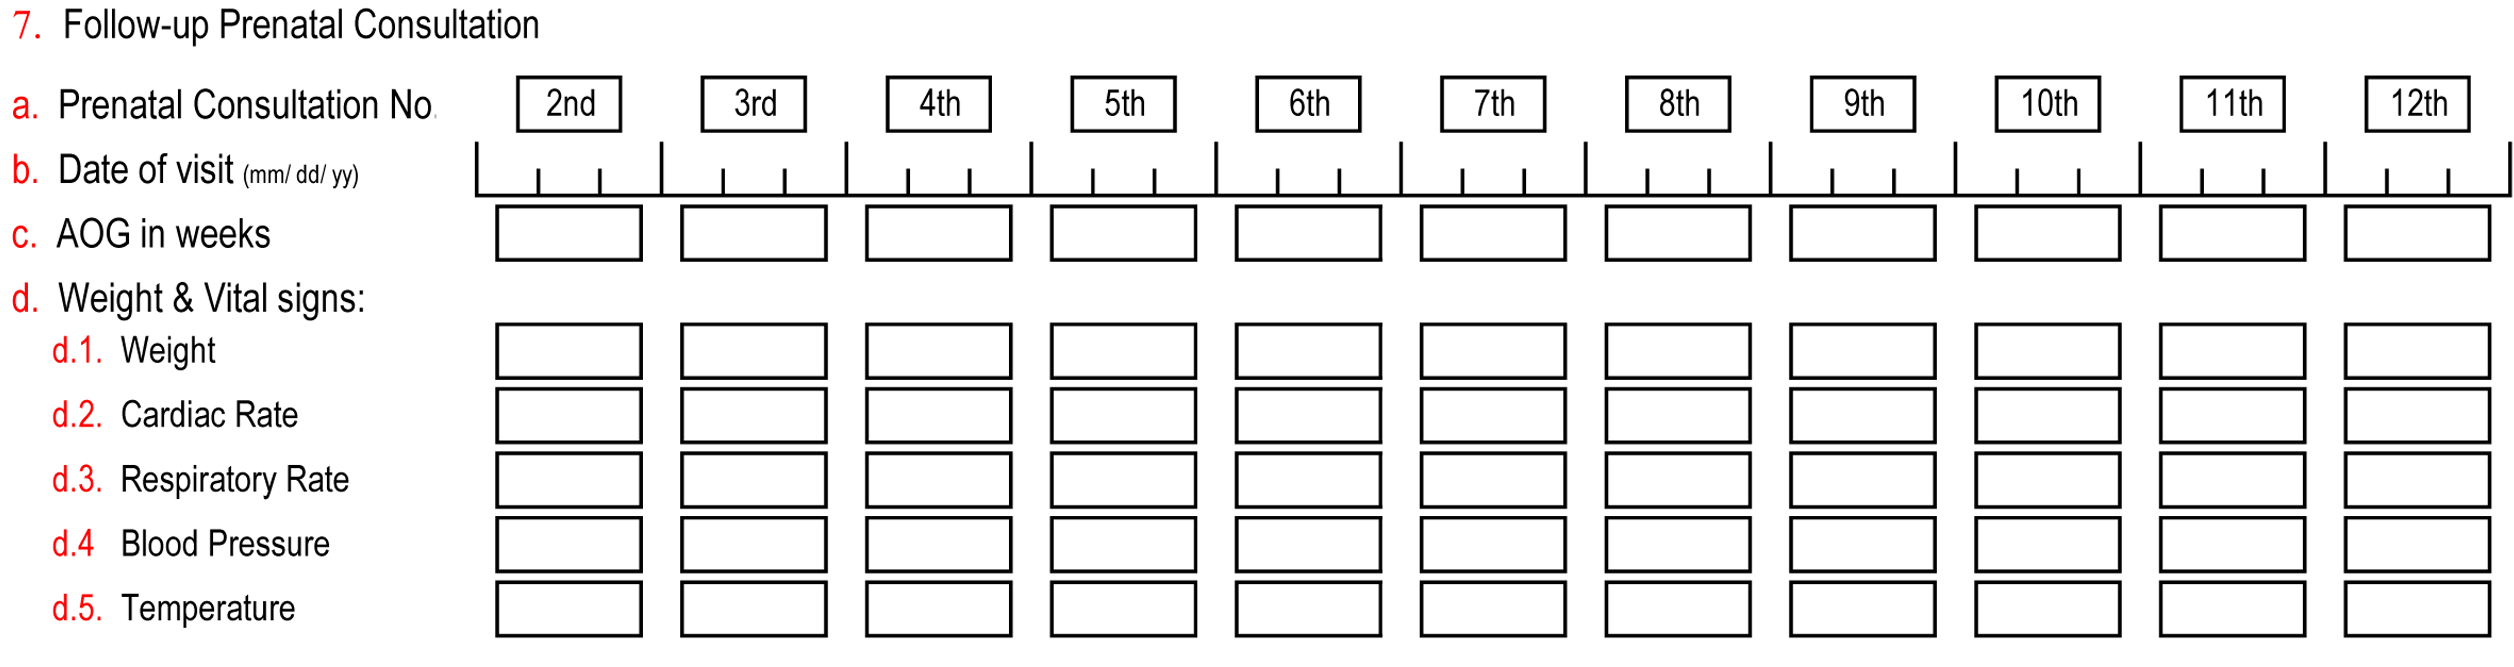 7. Follow-up Prenatal Consultation
a. Prenatal Consultation No. 2nd 3rd 4th 5th 6th 7th 8th 9th 10th 11th 12th
b. Date of visit (mm/ dd/ yy)
c. AOG in weeks
d. Weight & Vital signs:
d.1. Weight
d.2. Cardiac Rate
d.3. Respiratory Rate
d.4 Blood Pressure
d.5. Temperature